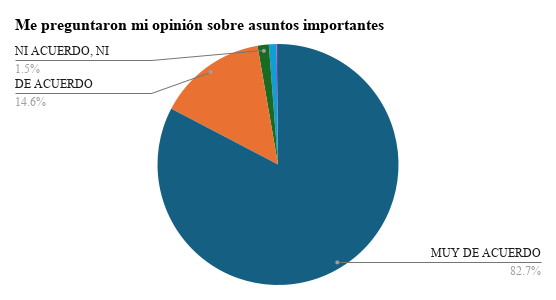 Me preguntaron mi opinión sobre asuntos importantes
NI ACUERDO, NI
1.5%
DE ACUERDO
14.6%
MUY DE ACUERDO
82.7%